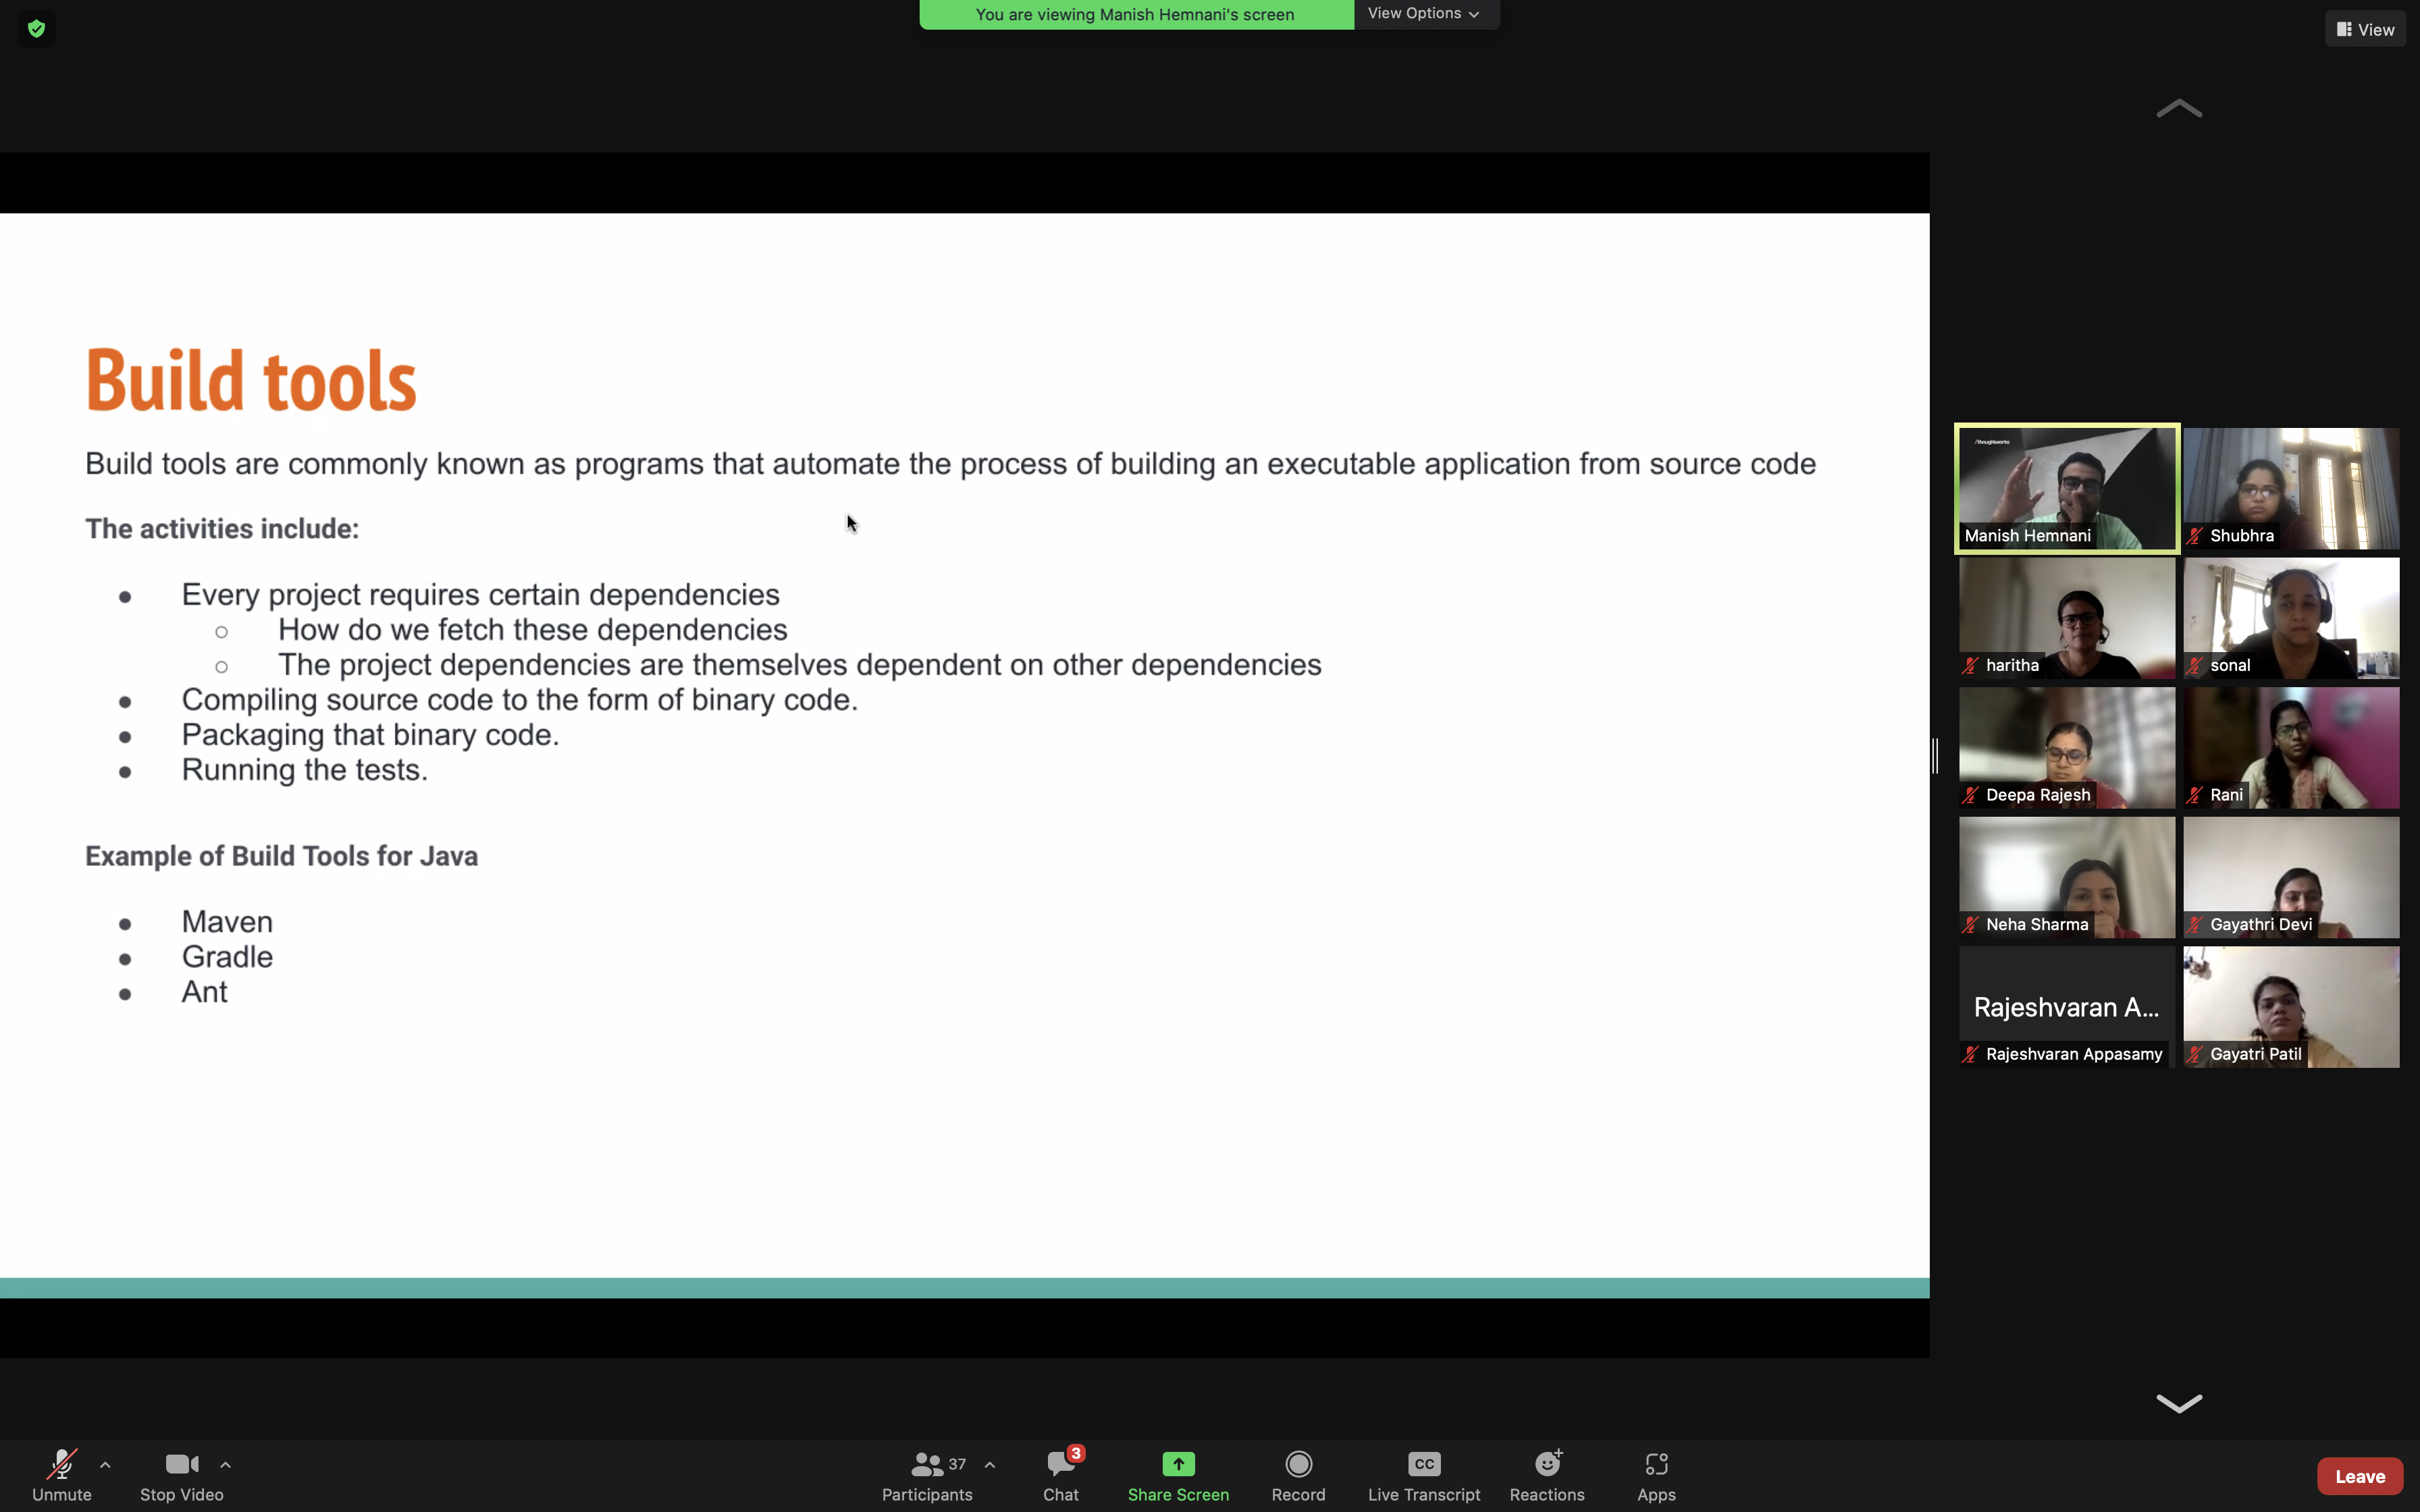 You are viewing Manish Hemnani's screen
View Options
View
Build tools
Build tools are commonly known as programs that automate the process of building an executable application from source code
The activities include:
● Every project requires certain dependencies
○ How do we fetch these dependencies
○ The project dependencies are themselves dependent on other dependencies
● Compiling source code to the form of binary code.
● Packaging that binary code.
● Running the tests.
Example of Build Tools for Java
● Maven
● Gradle
● Ant
/thoughtworks
Manish Hemnani
Shubhra
haritha
sonal
Deepa Rajesh
Rani
Neha Sharma
Gayathri Devi
Rajeshvaran A...
Rajeshvaran Appasamy
Gayatri Patil
Unmute
Stop Video
37
Participants
3
Chat
Share Screen
Record
CC
Live Transcript
Reactions
Apps
Leave